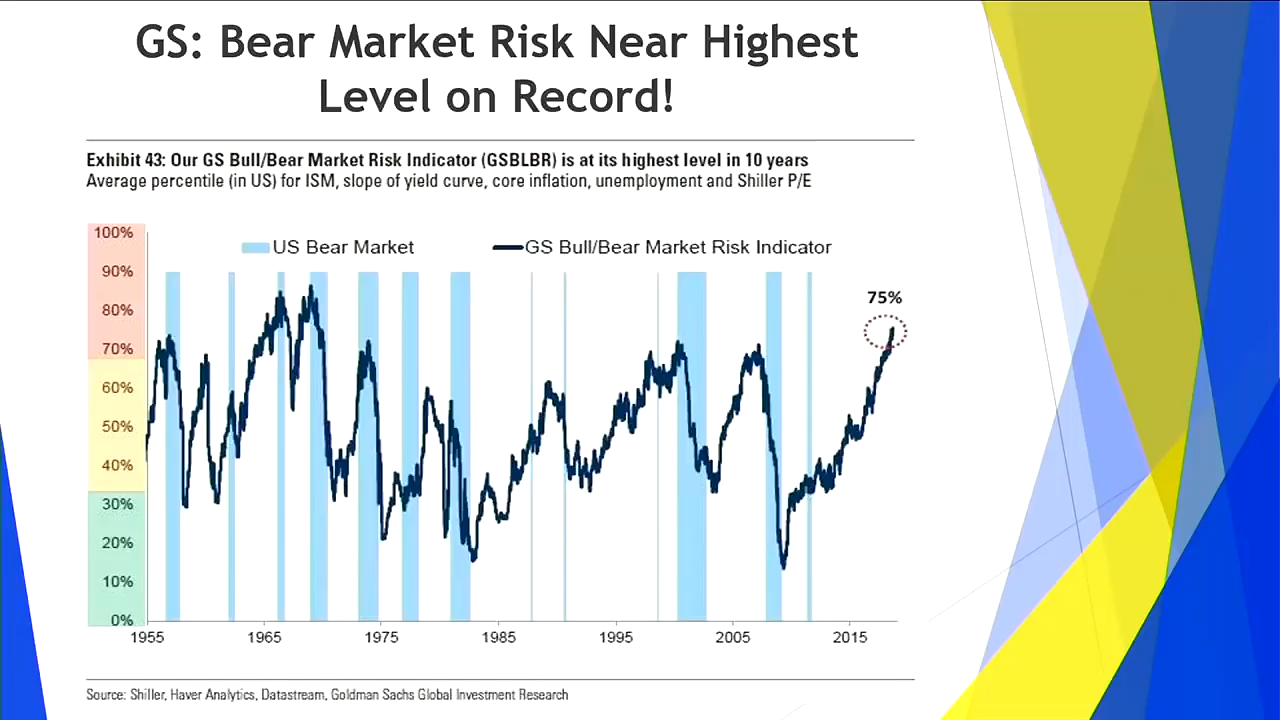 GS: Bear Market Risk Near Highest
Level on Record!
Exhibit 43: Our GS Bull/Bear Market Risk Indicator (GSBLBR) is at its highest level in 10 years
Average percentile (in US) for ISM, slope of yield curve, core inflation, unemployment and Shiller P/E
100%
US Bear Market
GS Bull/Bear Market Risk Indicator
90%
75%
80%
70%
60%
50%
40%
30%
20%
10%
0%
1955
1965
1975
1985
1995
2005
2015
Source: Shiller, Haver Analytics, Datastream, Goldman Sachs Global Investment Research